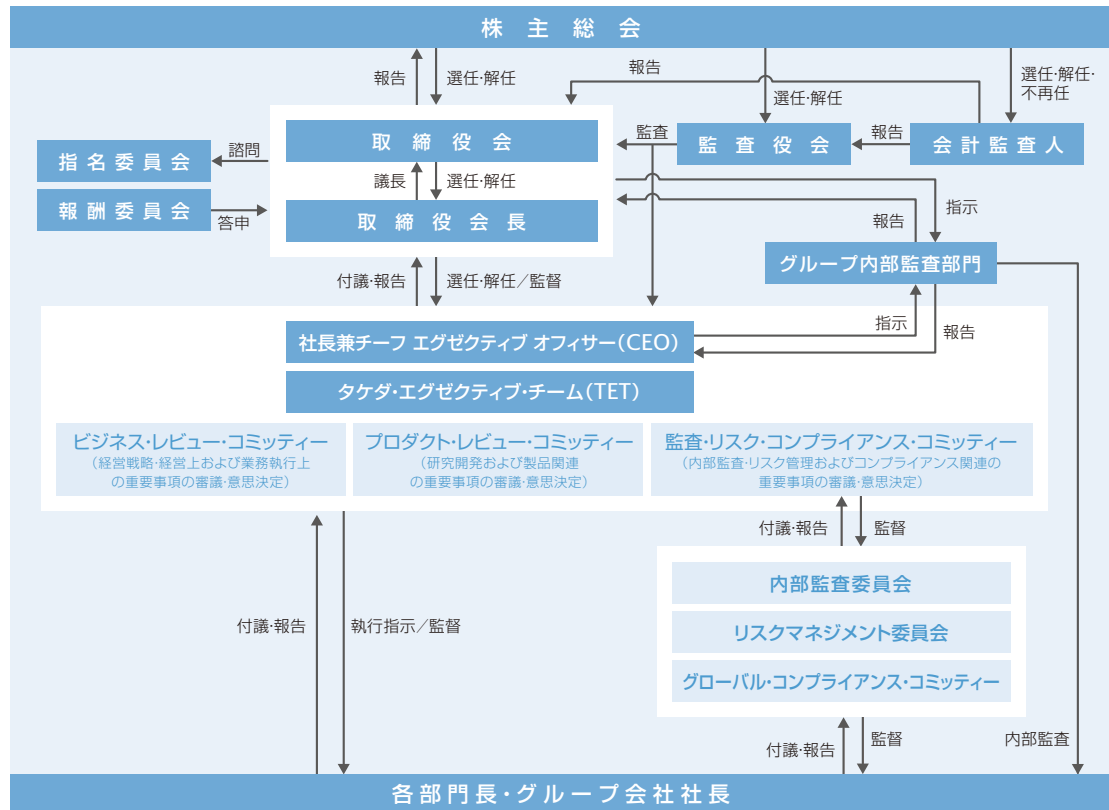 株主総会
報告
選任･解任
報告
選任･解任
選任･解任･
不再任
取締役会
監査
監査役会
報告
会計監査人
指名委員会
諮問
議長
選任･解任
報酬委員会
答申
取締役会長
報告
指示
グループ内部監査部門
付議･報告
選任･解任／監督
社長兼チーフ エグゼクティブ オフィサー(CEO)
指示
報告
タケダ･エグゼクティブ･チーム(TET)
ビジネス･レビュー･コミッティー
(経営戦略･経営上および業務執行上
の重要事項の審議･意思決定)
プロダクト･レビュー･コミッティー
(研究開発および製品関連
の重要事項の審議･意思決定)
監査･リスク･コンプライアンス･コミッティー
(内部監査･リスク管理およびコンプライアンス関連の
重要事項の審議･意思決定)
付議･報告
監督
内部監査委員会
リスクマネジメント委員会
グローバル･コンプライアンス･コミッティー
付議･報告
執行指示／監督
付議･報告
監督
内部監査
各部門長･グループ会社社長